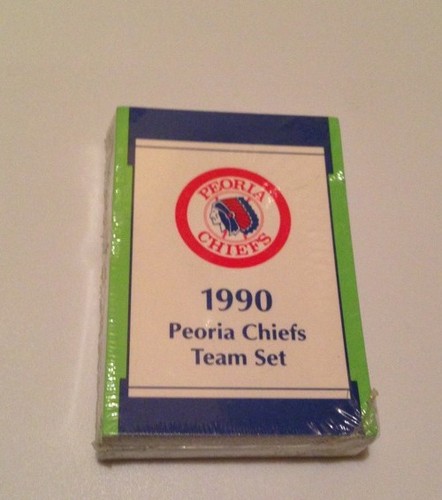 PEORIA
CHIEFS
1990
Peoria Chiefs
Team Set